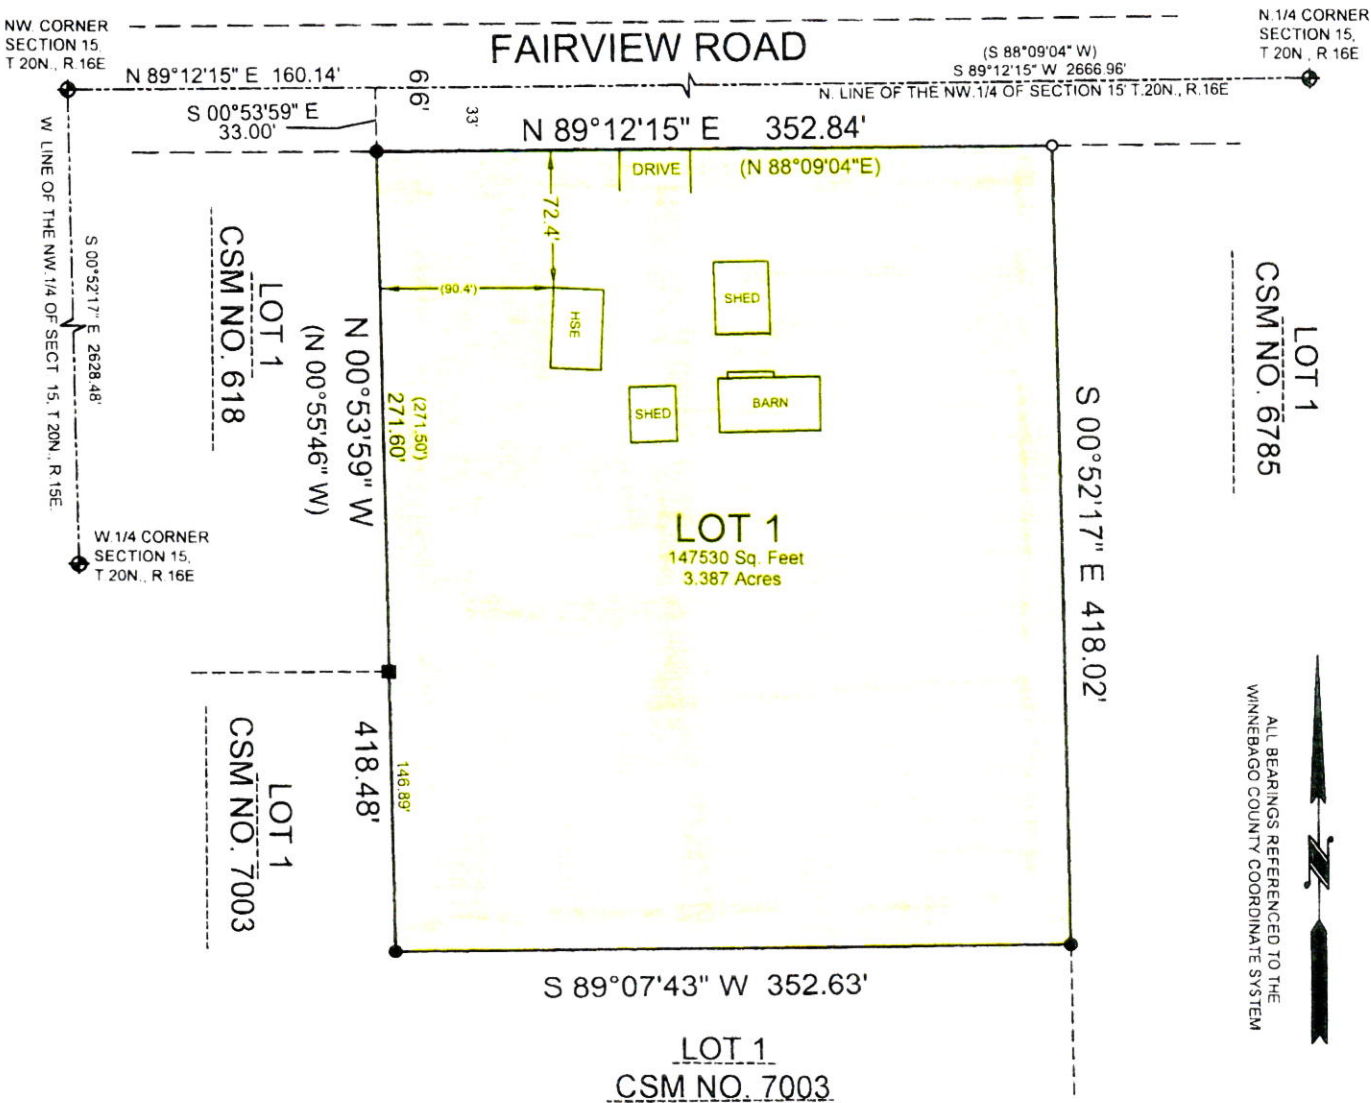 NW. CORNER
SECTION 15,
T 20N., R.16E
FAIRVIEW ROAD
N.1/4 CORNER
SECTION 15,
T 20N., R.16E
(S 88°09'04" W)
S 89°12'15" W 2666.96'
N. LINE OF THE NW.1/4 OF SECTION 15' T.20N., R.16E
N 89°12'15" E 160.14'
S 00°53'59" E
33.00'
66'
33'
N 89°12'15" E 352.84'
(N 88°09'04"E)
DRIVE
72.4'
(90.4')
HSE
SHED
SHED
BARN
W LINE OF THE NW.1/4 OF SECT 15, T 20N., R.15E.
S 00°52'17" E 2628.48'
W.1/4 CORNER
SECTION 15,
T 20N., R.16E
LOT 1
CSM NO. 618
N 00°53'59" W
(N 00°55'46" W)
(271.50')
271.60'
LOT 1
147530 Sq. Feet
3.387 Acres
S 00°52'17" E 418.02'
LOT 1
CSM NO. 6785
418.48'
146.89'
LOT 1
CSM NO. 7003
S 89°07'43" W 352.63'
LOT 1
CSM NO. 7003
ALL BEARINGS REFERENCED TO THE
WINNEBAGO COUNTY COORDINATE SYSTEM
N